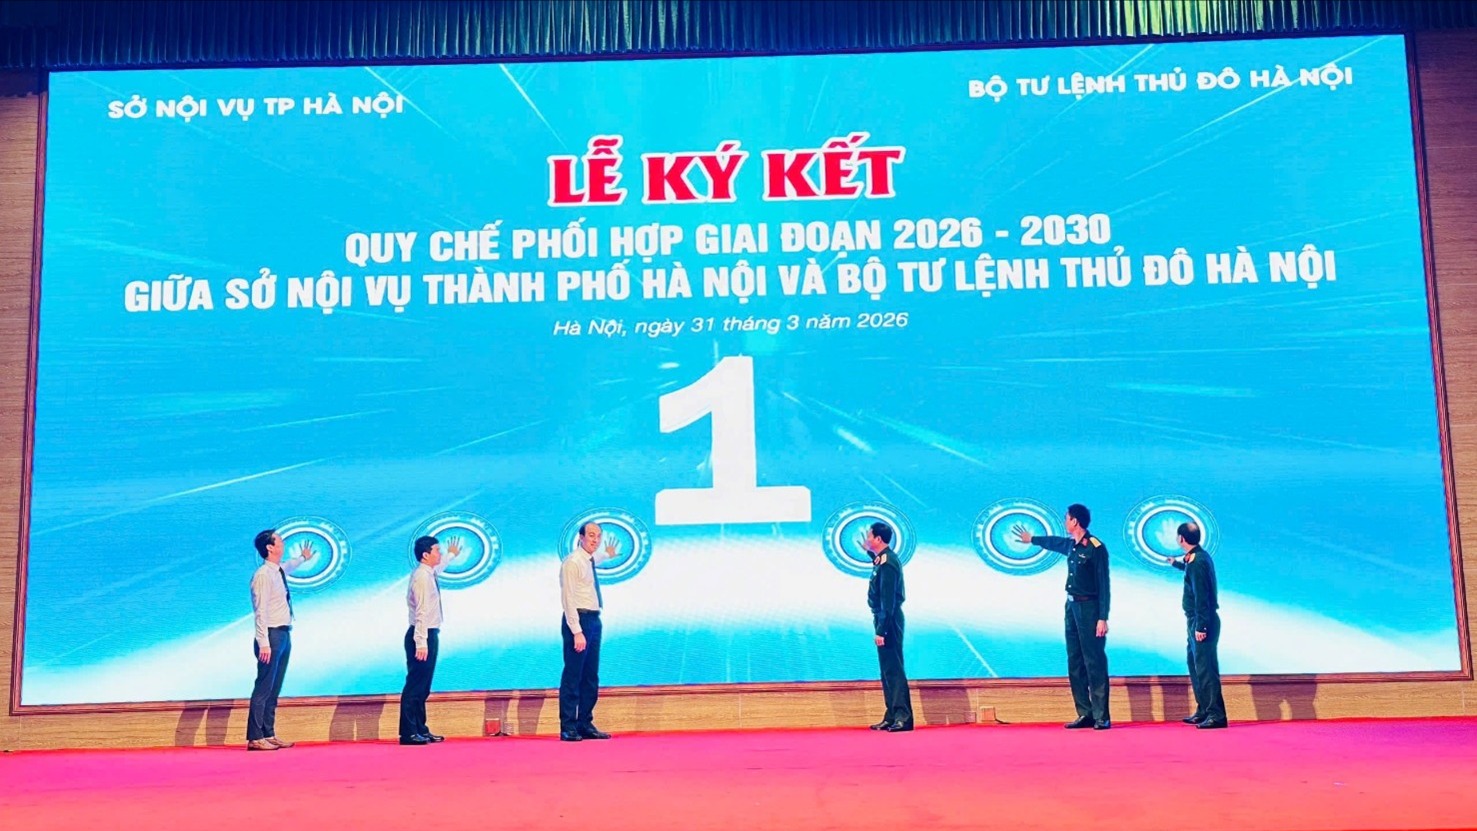 SỞ NỘI VỤ TP HÀ NỘI
BỘ TƯ LỆNH THỦ ĐÔ HÀ NỘI
LỄ KÝ KẾT
QUY CHẾ PHỐI HỢP GIAI ĐOẠN 2026 - 2030
GIỮA SỞ NỘI VỤ THÀNH PHỐ HÀ NỘI VÀ BỘ TƯ LỆNH THỦ ĐÔ HÀ NỘI
Hà Nội, ngày 31 tháng 3 năm 2026
1